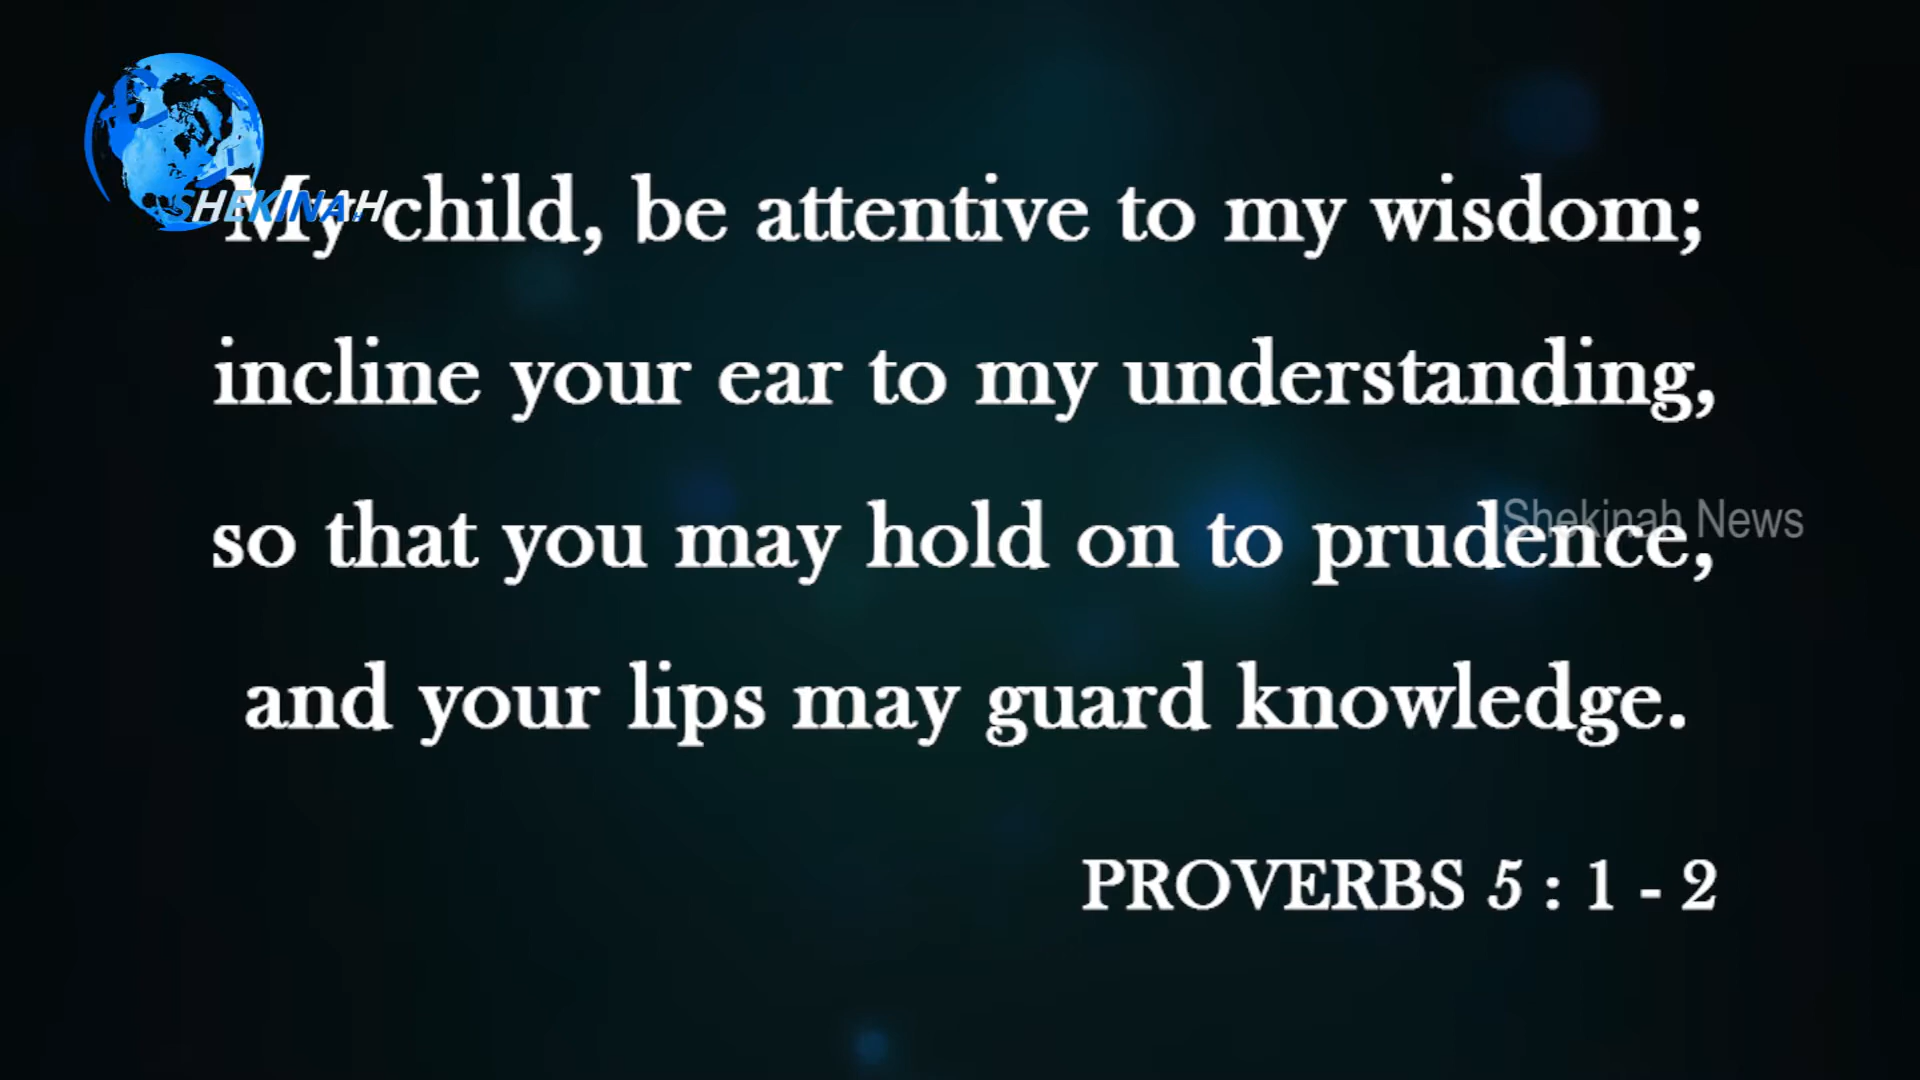 SHEKINAH
My child, be attentive to my wisdom;
incline your ear to my understanding,
so that you may hold on to prudence,
Shekinah News
and your lips may guard knowledge.
PROVERBS 5 : 1 - 2